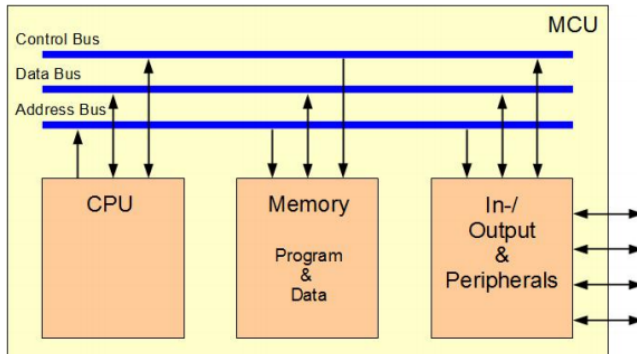 MCU
Control Bus
Data Bus
Address Bus
CPU
Memory
Program
&
Data
In-/
Output
&
Peripherals